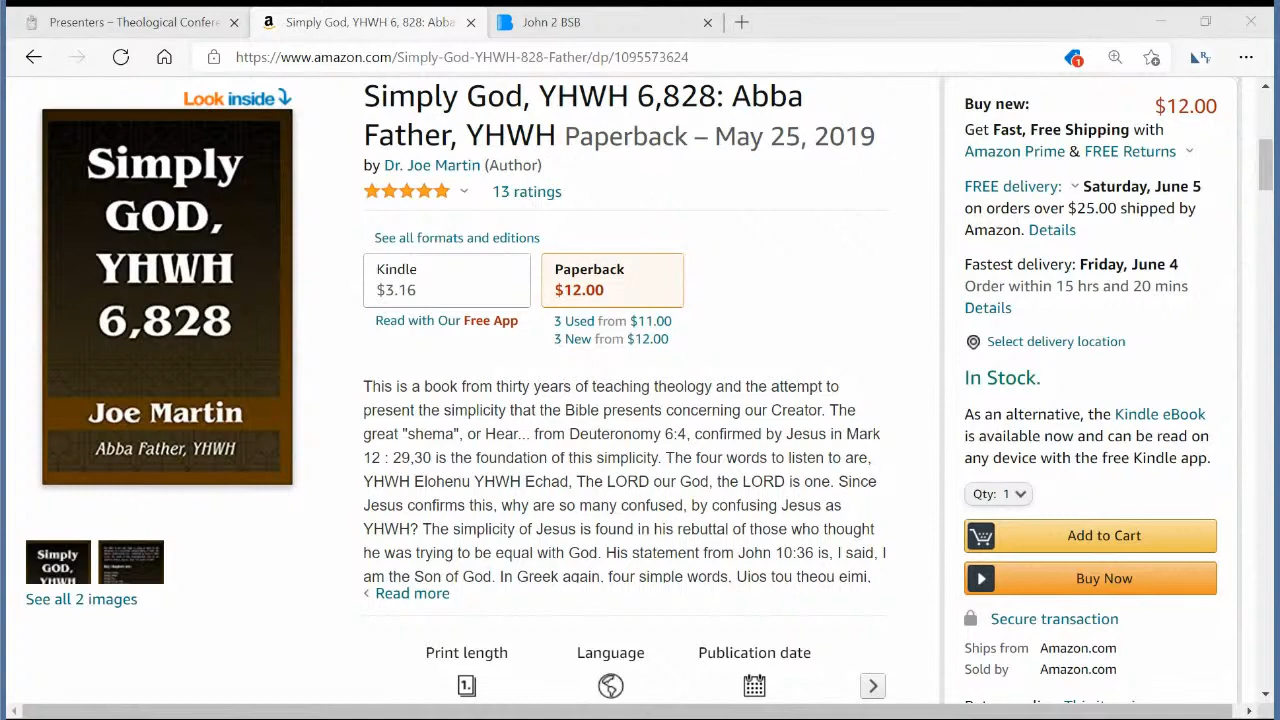 Presenters – Theological Confere
Simply God, YHWH 6, 828: Abba
John 2 BSB
https://www.amazon.com/Simply-God-YHWH-828-Father/dp/1095573624
1
Look inside
Simply
GOD,
YHWH
6,828
Joe Martin
Abba Father, YHWH
Simply
GOD,
YHWH
See all 2 images
Simply God, YHWH 6,828: Abba
Father, YHWH Paperback – May 25, 2019
by Dr. Joe Martin (Author)
13 ratings
See all formats and editions
Kindle
$3.16
Paperback
$12.00
Read with Our Free App
3 Used from $11.00
3 New from $12.00
This is a book from thirty years of teaching theology and the attempt to
present the simplicity that the Bible presents concerning our Creator. The
great "shema", or Hear... from Deuteronomy 6:4, confirmed by Jesus in Mark
12 : 29,30 is the foundation of this simplicity. The four words to listen to are,
YHWH Elohenu YHWH Echad, The LORD our God, the LORD is one. Since
Jesus confirms this, why are so many confused, by confusing Jesus as
YHWH? The simplicity of Jesus is found in his rebuttal of those who thought
he was trying to be equal with God. His statement from John 10:36 is I said, I
am the Son of God. In Greek again, four simple words. Uios tou theou eimi.
Read more
Print length
Language
Publication date
1.
Buy new:
$12.00
Get Fast, Free Shipping with
Amazon Prime & FREE Returns
FREE delivery: Saturday, June 5
on orders over $25.00 shipped by
Amazon. Details
Fastest delivery: Friday, June 4
Order within 15 hrs and 20 mins
Details
Select delivery location
In Stock.
As an alternative, the Kindle eBook
is available now and can be read on
any device with the free Kindle app.
Qty: 1
Add to Cart
Buy Now
Secure transaction
Ships from Amazon.com
Sold by Amazon.com